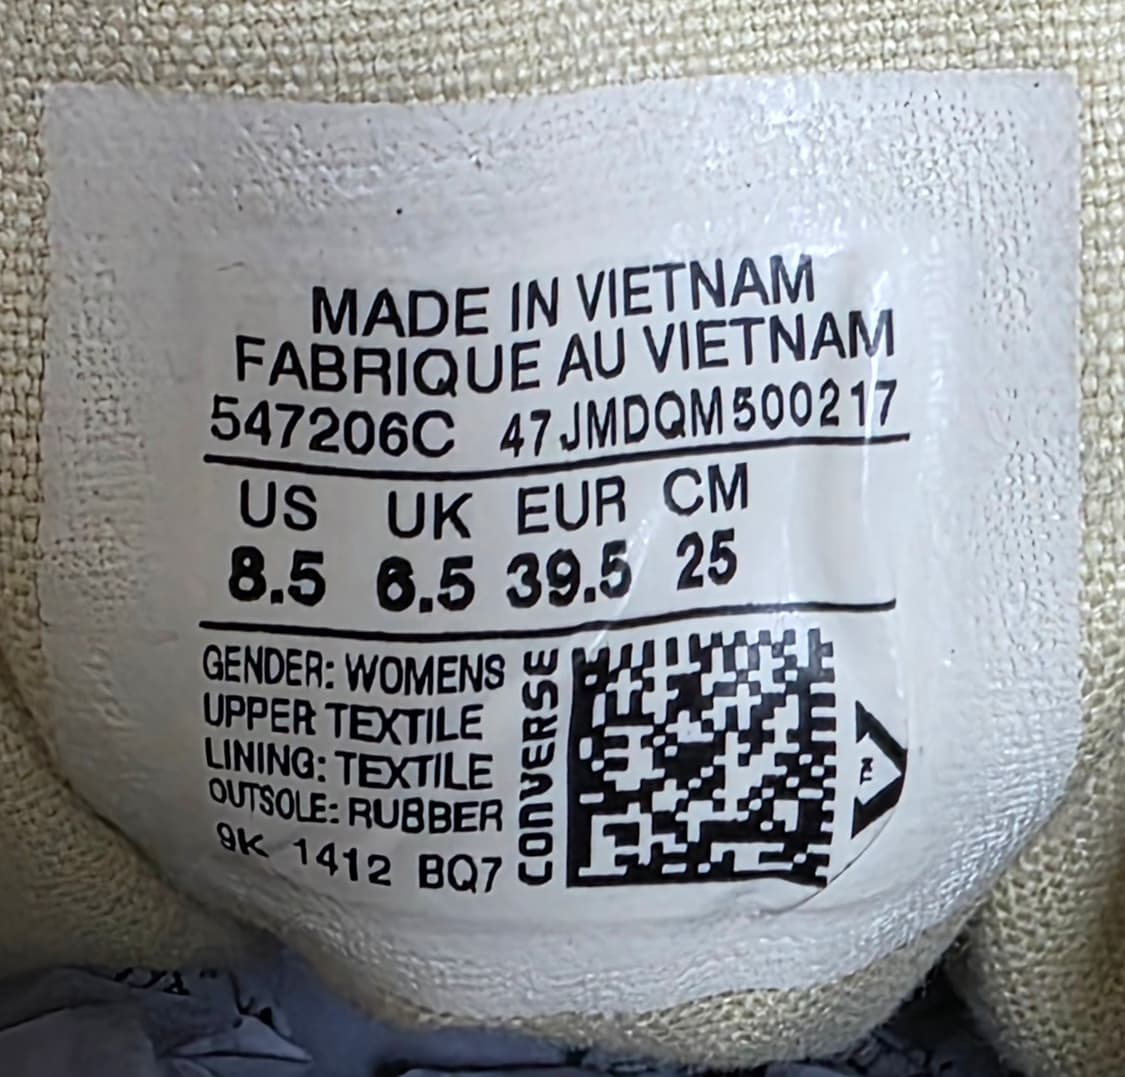 MADE IN VIETNAM
FABRIQUE AU VIETNAM
547206C 47JMDQM500217
US UK EUR CM
8.5 6.5 39.5 25
GENDER: WOMENS
UPPER TEXTILE
LINING: TEXTILE
OUTSOLE: RUBBER
9K 1412 BQ7
CONVERSE